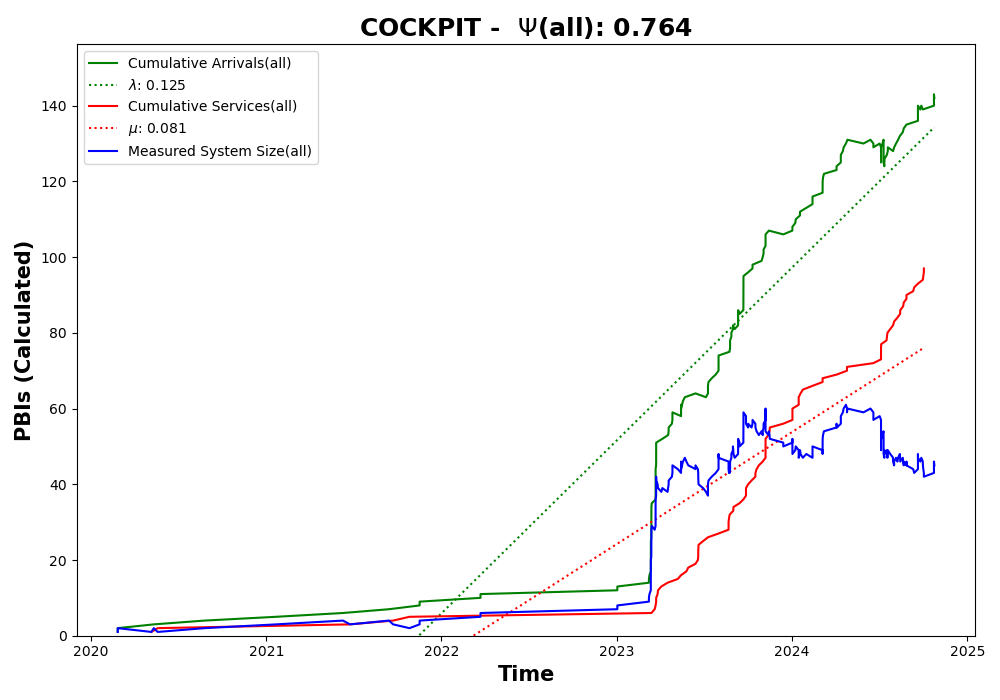 COCKPIT - Ψ(all): 0.764
Cumulative Arrivals(all)
λ: 0.125
Cumulative Services(all)
μ: 0.081
Measured System Size(all)
PBIs (Calculated)
140
120
100
80
60
40
20
0
2020 2021 2022 2023 2024 2025
Time